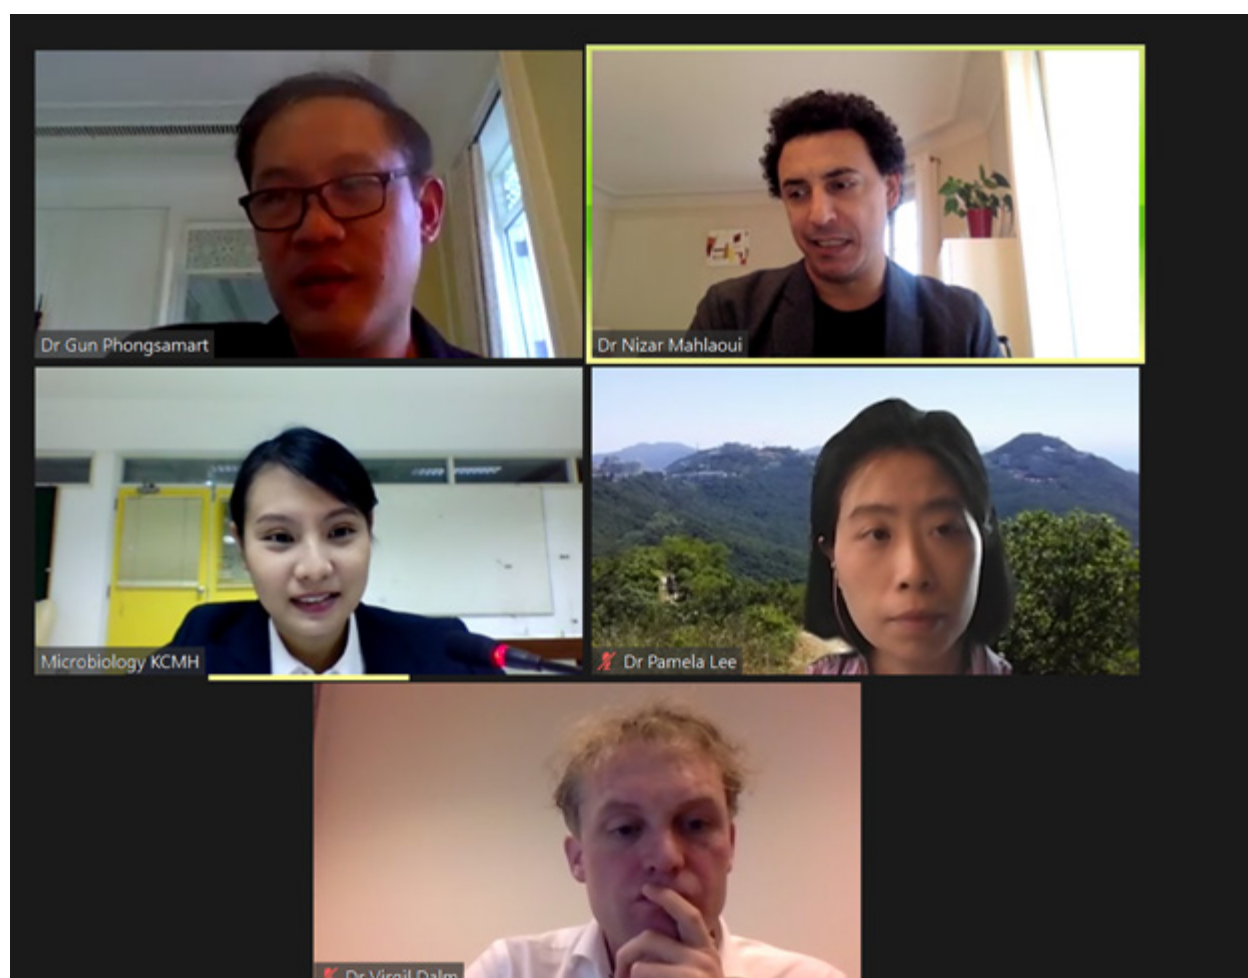 Dr Gun Phongsamart
Dr Nizar Mahlaoui
Microbiology KCMH
Dr Pamela Lee
Dr Virgil Dalm